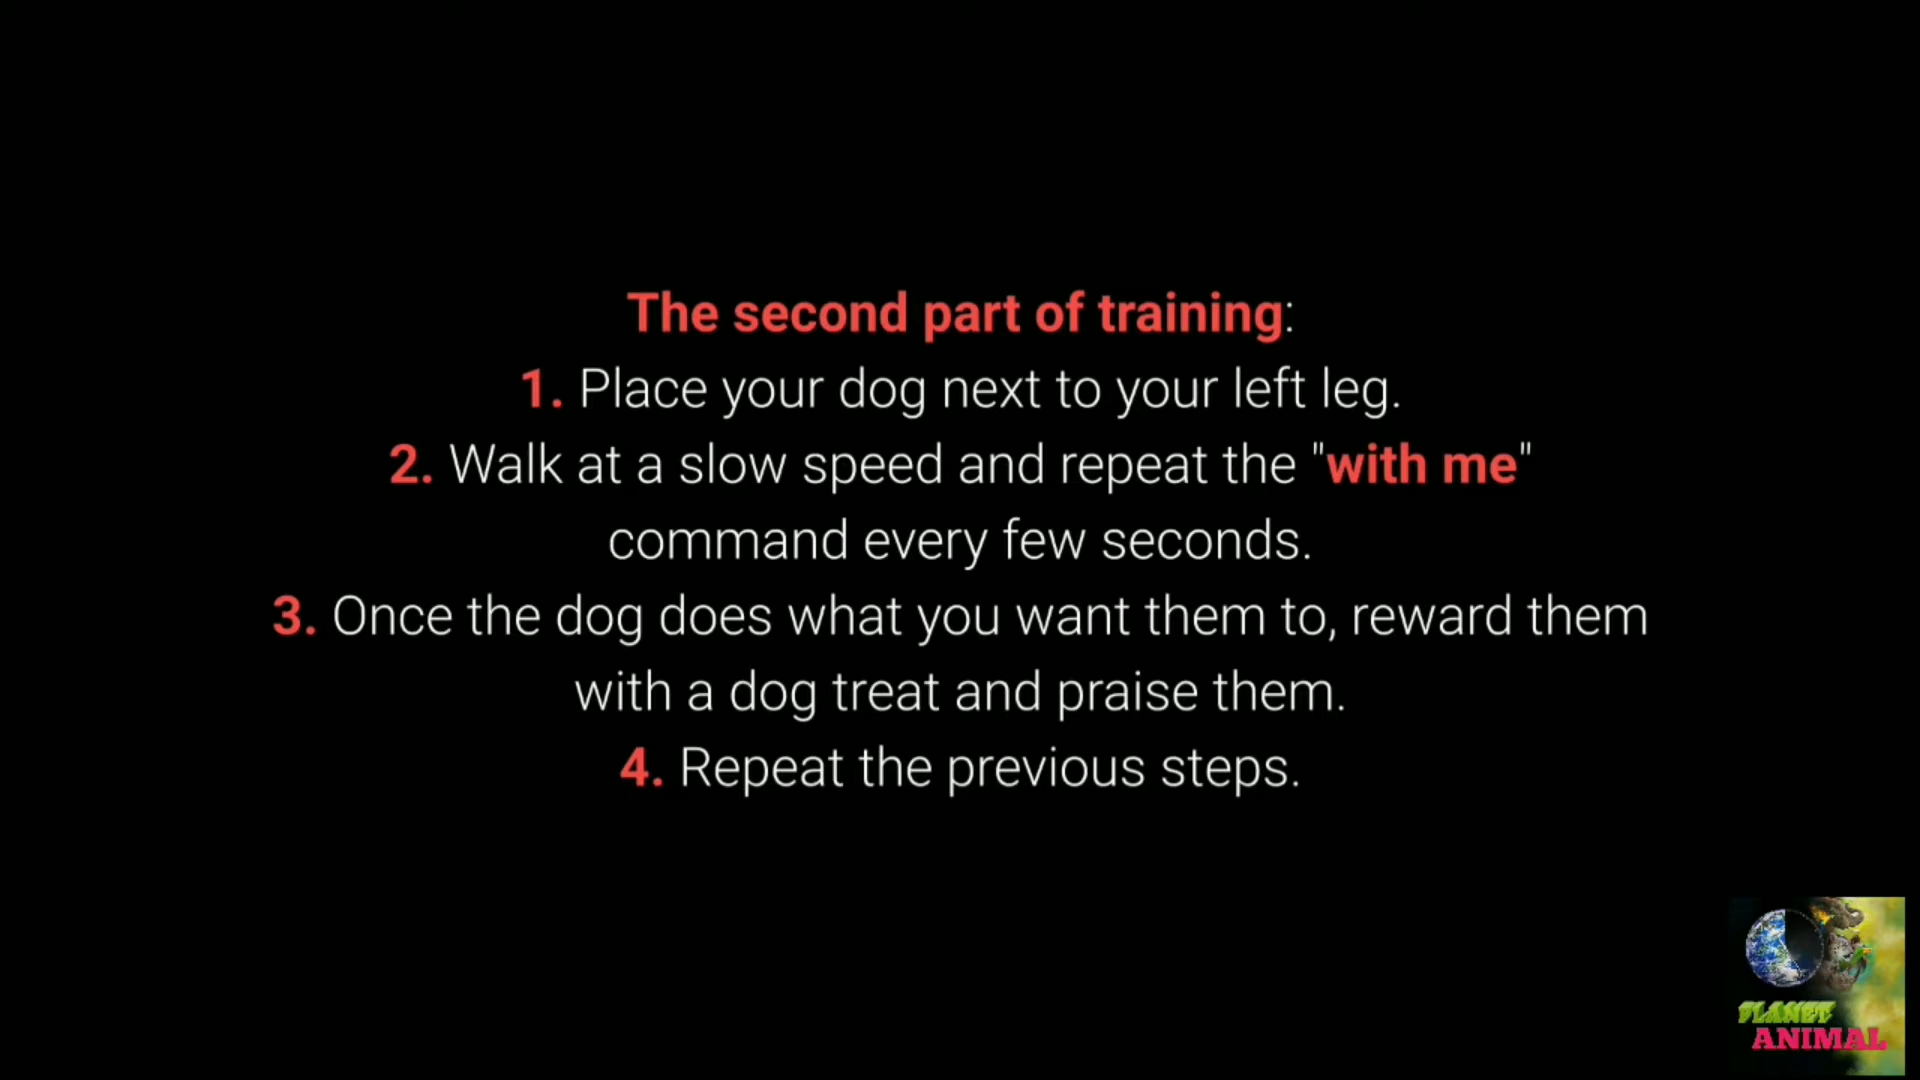 The second part of training:
1. Place your dog next to your left leg.
2. Walk at a slow speed and repeat the "with me"
command every few seconds.
3. Once the dog does what you want them to, reward them
with a dog treat and praise them.
4. Repeat the previous steps.
PLANET
ANIMAL